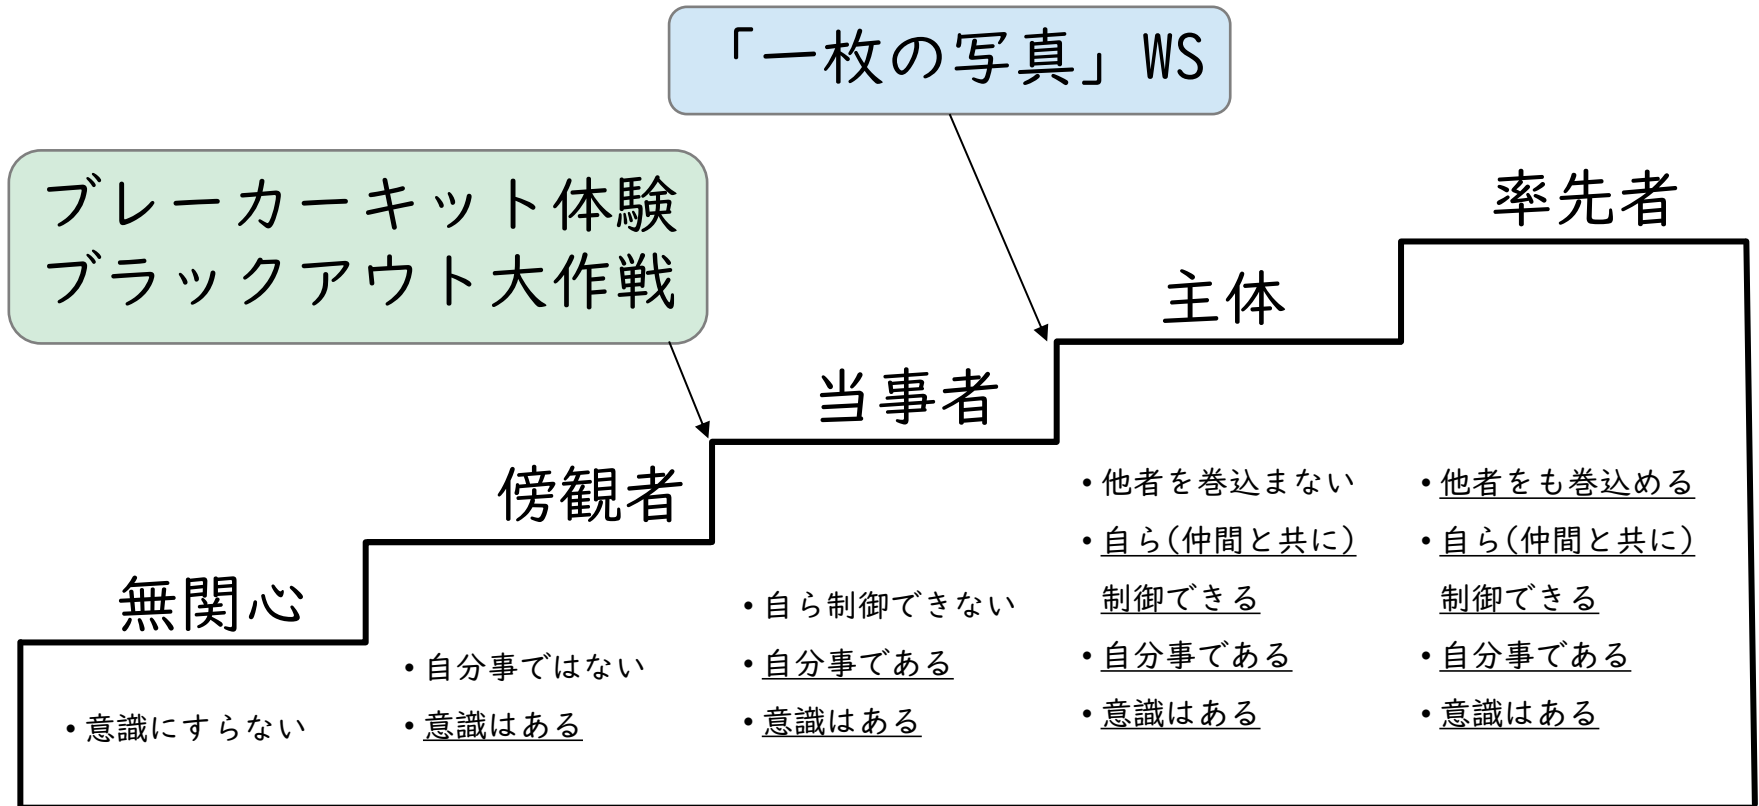 「一枚の写真」WS
ブレーカーキット体験
ブラックアウト大作戦
率先者
主体
当事者
傍観者
無関心
・意識にすらない
・自分事ではない
・意識はある
・自ら制御できない
・自分事である
・意識はある
・他者を巻込まない
・自ら(仲間と共に)
制御できる
・自分事である
・意識はある
・他者をも巻込める
・自ら(仲間と共に)
制御できる
・自分事である
・意識はある